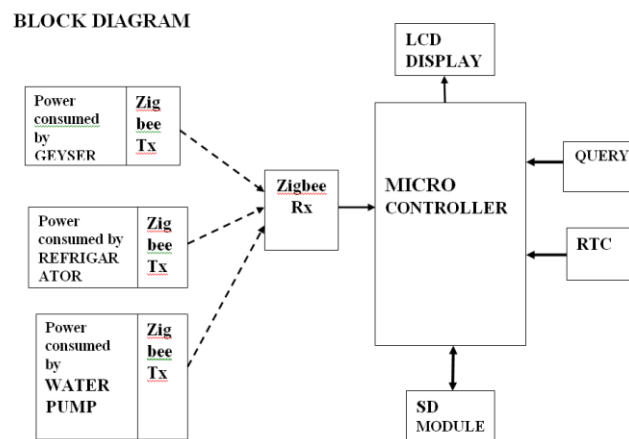 BLOCK DIAGRAM
LCD
DISPLAY
Power
consumed
by
GEYSER
Zig
bee
Tx
Zigbee
Rx
MICRO
CONTROLLER
QUERY
Power
consumed by
REFRIGAR
ATOR
Zig
bee
Tx
RTC
Power
consumed
by
WATER
PUMP
Zig
bee
Tx
SD
MODULE